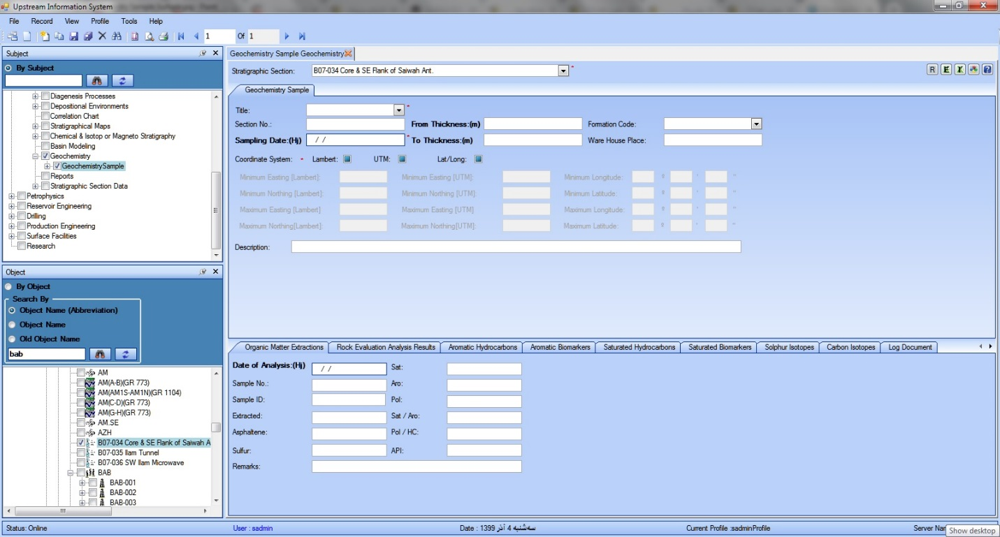 Upstream Information System
File Record View Profile Tools Help
1 Of 1
Subject
By Subject
Diagenesis Processes
Depositional Environments
Correlation Chart
Stratigraphical Maps
Chemical & Isotop or Magneto Stratigraphy
Basin Modeling
Geochemistry
GeochemistrySample
Reports
Stratigraphic Section Data
Petrophysics
Reservoir Engineering
Drilling
Production Engineering
Surface Facilities
Research
Object
By Object
Search By
Object Name (Abbreviation)
Object Name
Old Object Name
bab
AM
AM(A-B)(GR 773)
AM(AM1S-AM1N)(GR 1104)
AM(C-D)(GR 773)
AM(G-H)(GR 773)
AM.SE
AZH
B07-034 Core & SE Flank of Saiwah A
B07-035 Ilam Tunnel
B07-036 SW Ilam Microwave
BAB
BAB-001
BAB-002
BAB-003
Geochemistry Sample Geochemistry
Stratigraphic Section: B07-034 Core & SE Flank of Saiwah Ant. *
R E
Geochemistry Sample
Title: *
Section No.: From Thickness:(m) Formation Code:
Sampling Date:(Hj) / / * To Thickness:(m) Ware House Place:
Coordinate System: * Lambert: UTM: Lat/Long:
Minimum Easting [Lambert]: Minimum Easting [UTM]: Minimum Longitude: º ' "
Minimum Northing [Lambert]: Minimum Northing [UTM]: Minimum Latitude: º ' "
Maximum Easting [Lambert] Maximum Easting [UTM] Maximum Longitude: º ' "
Maximum Northing[Lambert]: Maximum Northing[UTM]: Maximum Latitude: º ' "
Description:
Organic Matter Extractions Rock Evaluation Analysis Results Aromatic Hydrocarbons Aromatic Biomarkers Saturated Hydrocarbons Saturated Biomarkers Solphur Isotopes Carbon Isotopes Log Document
Date of Analysis:(Hj) / / Sat:
Sample No.: Aro:
Sample ID: Pol:
Extracted: Sat / Aro:
Asphaltene: Pol / HC:
Sulfur: API:
Remarks:
Status: Online User : sadmin Date : سه‌شنبه 4 آذر 1399 Current Profile :sadminProfile Server Nar
Show desktop